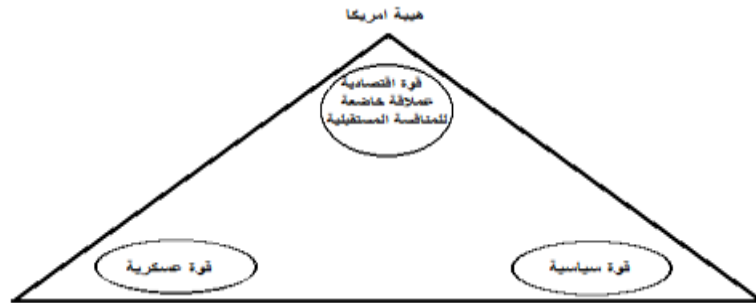 هيبة امريكا
قوة اقتصادية
عملاقة خاضعة
للمنافسة المستقبلية
قوة سياسية
قوة عسكرية